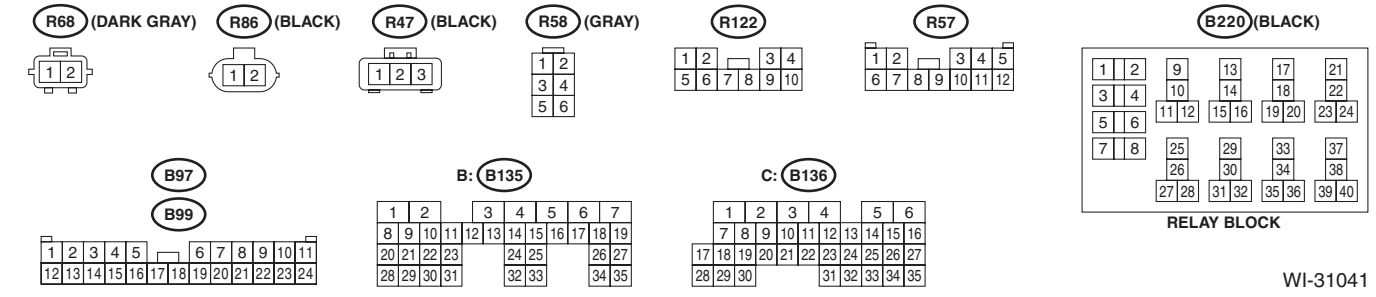 R68 (DARK GRAY) R86 (BLACK) R47 (BLACK) R58 (GRAY) R122 R57 B220 (BLACK)
1 2
1 2
1 2 3
1 2
3 4
5 6
1 2 3 4
5 6 7 8 9 10
1 2 3 4 5
6 7 8 9 10 11 12
1 2
3 4
5 6
7 8
9 13 17 21
10 14 18 22
11 12 15 16 19 20 23 24
25 29 33 37
26 30 34 38
27 28 31 32 35 36 39 40
RELAY BLOCK
B97
B99
1 2 3 4 5 6 7 8 9 10 11
12 13 14 15 16 17 18 19 20 21 22 23 24
B: B135
1 2 3 4 5 6 7
8 9 10 11 12 13 14 15 16 17 18 19
20 21 22 23 24 25 26 27
28 29 30 31 32 33 34 35
C: B136
1 2 3 4 5 6
7 8 9 10 11 12 13 14 15 16
17 18 19 20 21 22 23 24 25 26 27
28 29 30 31 32 33 34 35
WI-31041